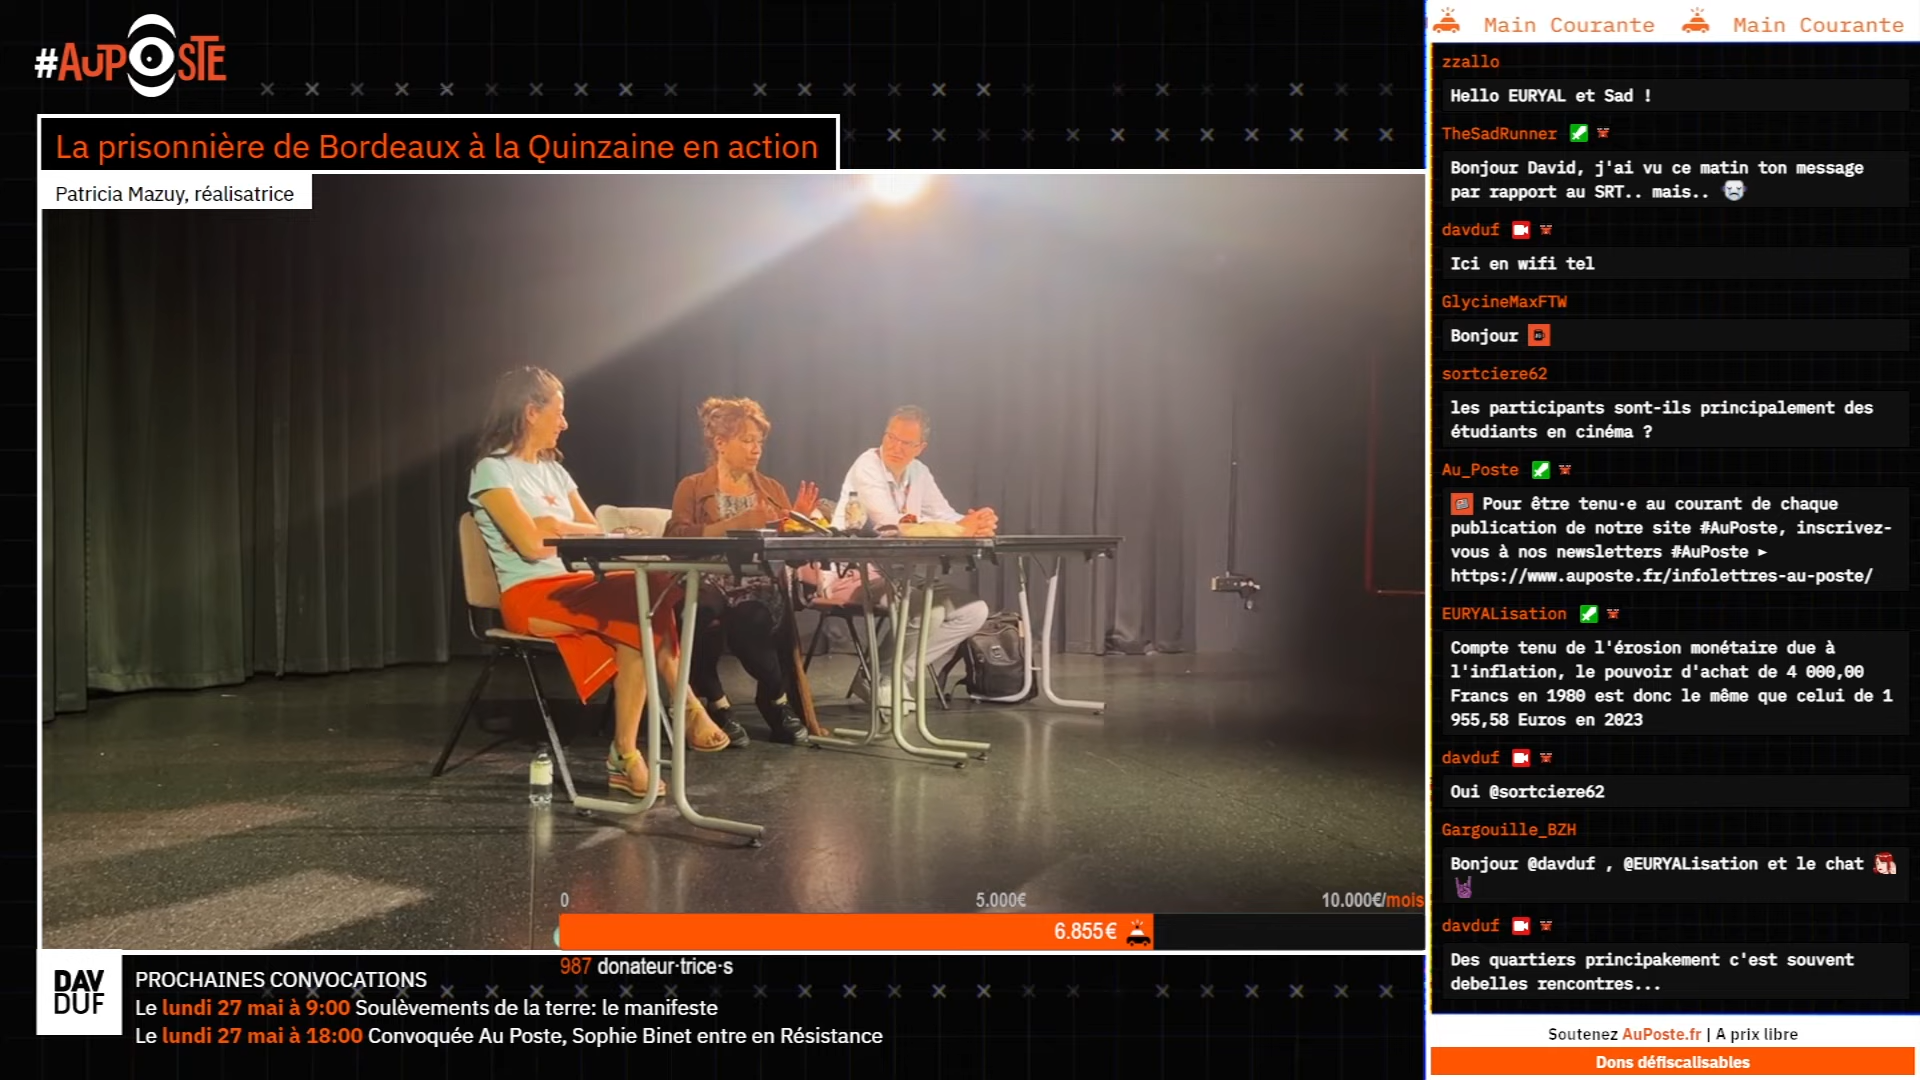 #AUPOSTE
La prisonnière de Bordeaux à la Quinzaine en action
Patricia Mazuy, réalisatrice
0
5.000€
10.000€/mois
6.855€
987 donateur·trice·s
DAV
DUF
PROCHAINES CONVOCATIONS
Le lundi 27 mai à 9:00 Soulèvements de la terre: le manifeste
Le lundi 27 mai à 18:00 Convoquée Au Poste, Sophie Binet entre en Résistance
Main Courante Main Courante
zzallo
Hello EURYAL et Sad !
TheSadRunner
Bonjour David, j'ai vu ce matin ton message
par rapport au SRT.. mais..
davduf
Ici en wifi tel
GlycineMaxFTW
Bonjour
sortciere62
les participants sont-ils principalement des
étudiants en cinéma ?
Au_Poste
Pour être tenu·e au courant de chaque
publication de notre site #AuPoste, inscrivez-
vous à nos newsletters #AuPoste ►
https://www.auposte.fr/infolettres-au-poste/
EURYALisation
Compte tenu de l'érosion monétaire due à
l'inflation, le pouvoir d'achat de 4 000,00
Francs en 1980 est donc le même que celui de 1
955,58 Euros en 2023
davduf
Oui @sortciere62
Gargouille_BZH
Bonjour @davduf , @EURYALisation et le chat
davduf
Des quartiers principakement c'est souvent
debelles rencontres...
Soutenez AuPoste.fr | A prix libre
Dons défiscalisables